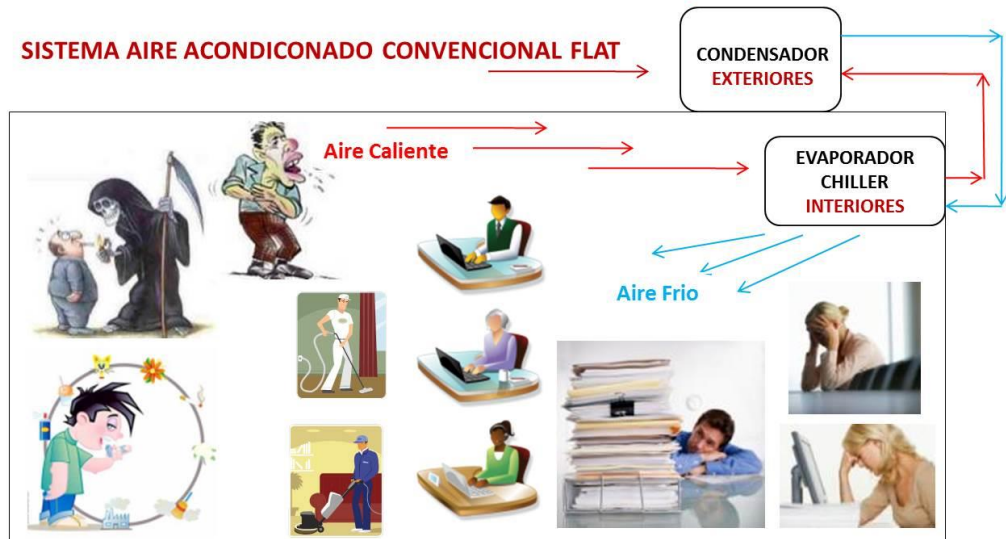 SISTEMA AIRE ACONDICONADO CONVENCIONAL FLAT
CONDENSADOR
EXTERIORES
Aire Caliente
EVAPORADOR
CHILLER
INTERIORES
Aire Frio